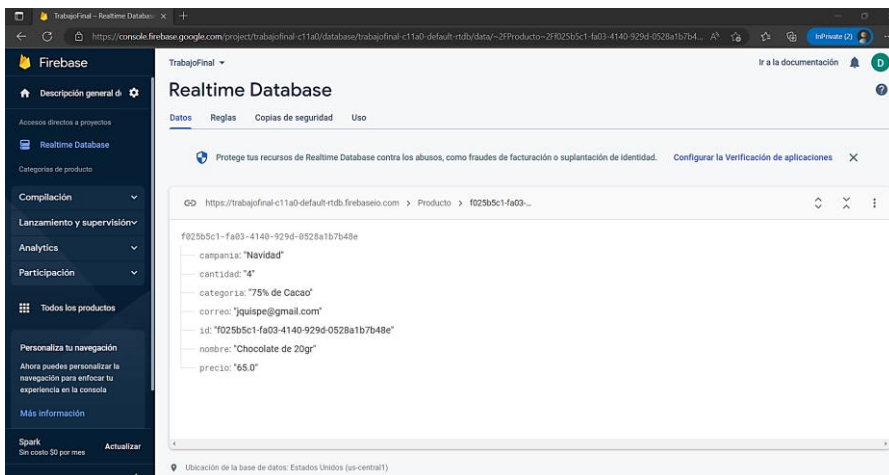 TrabajoFinal – Realtime Databas
https://console.firebase.google.com/project/trabajofinal-c11a0/database/trabajofinal-c11a0-default-rtdb/data/~2FProducto~2Ff025b5c1-fa03-4140-929d-0528a1b7b4...
InPrivate (2)
Firebase
Descripción general de
Accesos directos a proyectos
Realtime Database
Categorías de producto
Compilación
Lanzamiento y supervisión
Analytics
Participación
Todos los productos
Personaliza tu navegación
Ahora puedes personalizar la
navegación para enfocar tu
experiencia en la consola
Más información
Spark
Sin costo $0 por mes
Actualizar
TrabajoFinal
Ir a la documentación
D
Realtime Database
Datos Reglas Copias de seguridad Uso
Protege tus recursos de Realtime Database contra los abusos, como fraudes de facturación o suplantación de identidad. Configurar la Verificación de aplicaciones
https://trabajofinal-c11a0-default-rtdb.firebaseio.com > Producto > f025b5c1-fa03-...
f025b5c1-fa03-4140-929d-0528a1b7b48e
campania: "Navidad"
cantidad: "4"
categoria: "75% de Cacao"
correo: "jquispe@gmail.com"
id: "f025b5c1-fa03-4140-929d-0528a1b7b48e"
nombre: "Chocolate de 20gr"
precio: "65.0"
Ubicación de la base de datos: Estados Unidos (us-central1)